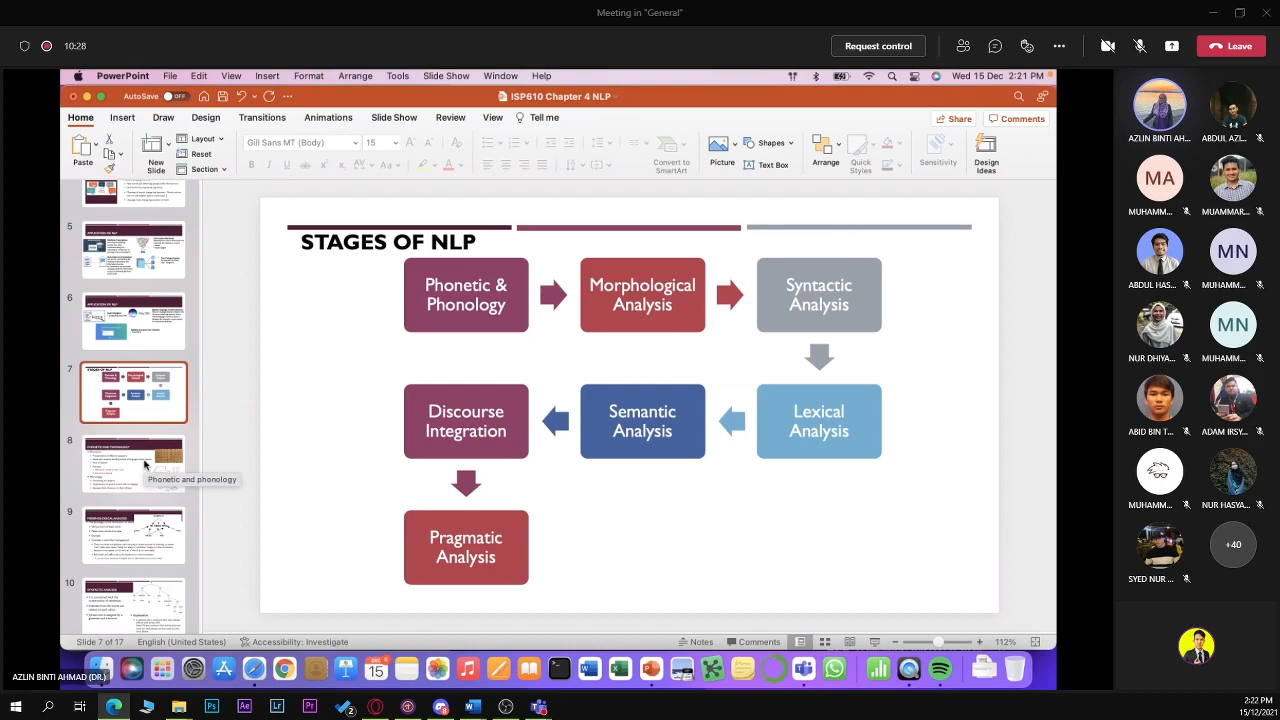 Meeting in "General"
10:28
Request control
Leave
PowerPoint File Edit View Insert Format Arrange Tools Slide Show Window Help
Wed 15 Dec 2:21 PM
AutoSave OFF
ISP610 Chapter 4 NLP
Home Insert Draw Design Transitions Animations Slide Show Review View Tell me
Share Comments
Paste
New Slide
Layout
Reset
Section
Gill Sans MT (Body) 15
Convert to SmartArt
Picture
Shapes
Text Box
Arrange
Quick Styles
Sensitivity
Design Ideas
5
6
7
8
9
10
Phonetic and phonology
STAGES OF NLP
Phonetic & Phonology
Morphological Analysis
Syntactic Analysis
Discourse Integration
Semantic Analysis
Lexical Analysis
Pragmatic Analysis
Slide 7 of 17 English (United States) Accessibility: Investigate
Notes Comments 112%
AZLIN BINTI AHMAD (DR.)
AZLIN BINTI AH...
ABDUL AZL...
MA
MUHAMM...
MUAMMAR...
MN
ABDUL HAS...
MUHAMM...
MN
NUR DHIYA...
MUHAMM...
ABID BIN T...
ADAM IRSY...
MUHAMM...
NUR HASYA...
+40
SYED NUR ...
2:22 PM
15/12/2021